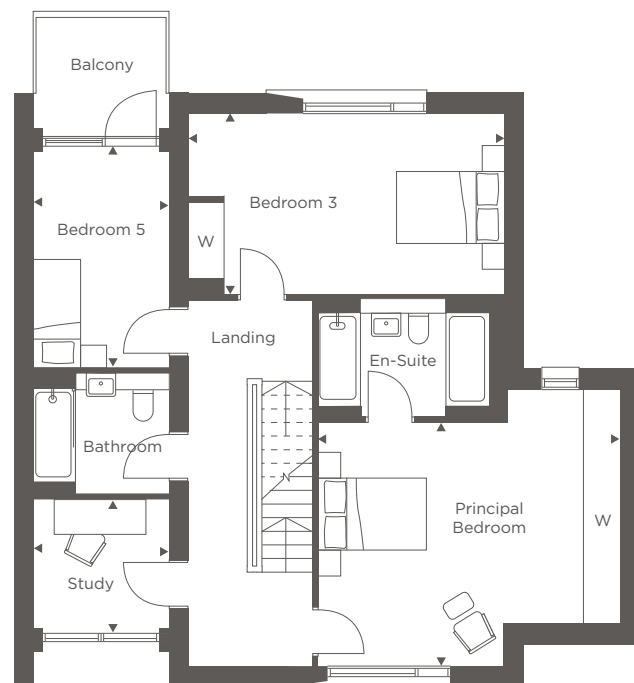 Balcony
Bedroom 3
Bedroom 5
W
Landing
En-Suite
Bathroom
Principal
Bedroom
W
Study